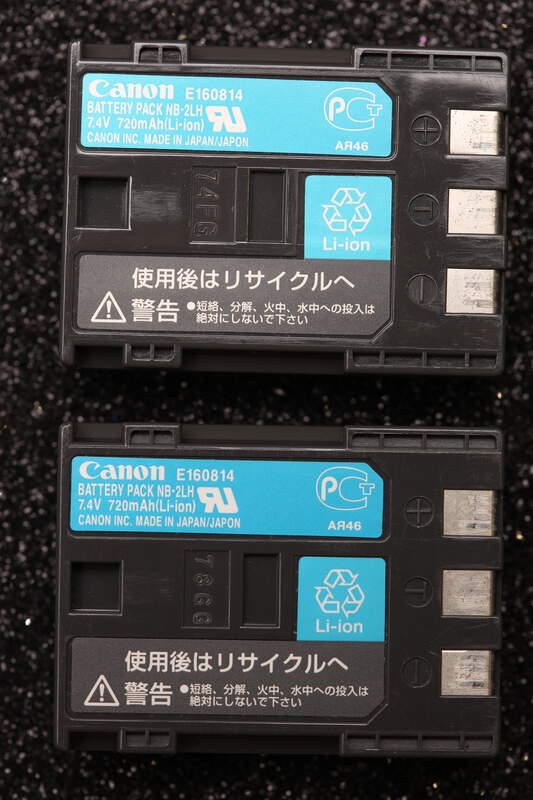 Canon E160814
BATTERY PACK NB-2LH
7.4V 720mAh(Li-ion)
CANON INC. MADE IN JAPAN/JAPON
AЯ46
+
T
−
Li-ion
使用後はリサイクルへ
⚠警告 ●短絡、分解、火中、水中への投入は
絶対にしないで下さい
Canon E160814
BATTERY PACK NB-2LH
7.4V 720mAh(Li-ion)
CANON INC. MADE IN JAPAN/JAPON
AЯ46
+
T
−
Li-ion
使用後はリサイクルへ
⚠警告 ●短絡、分解、火中、水中への投入は
絶対にしないで下さい